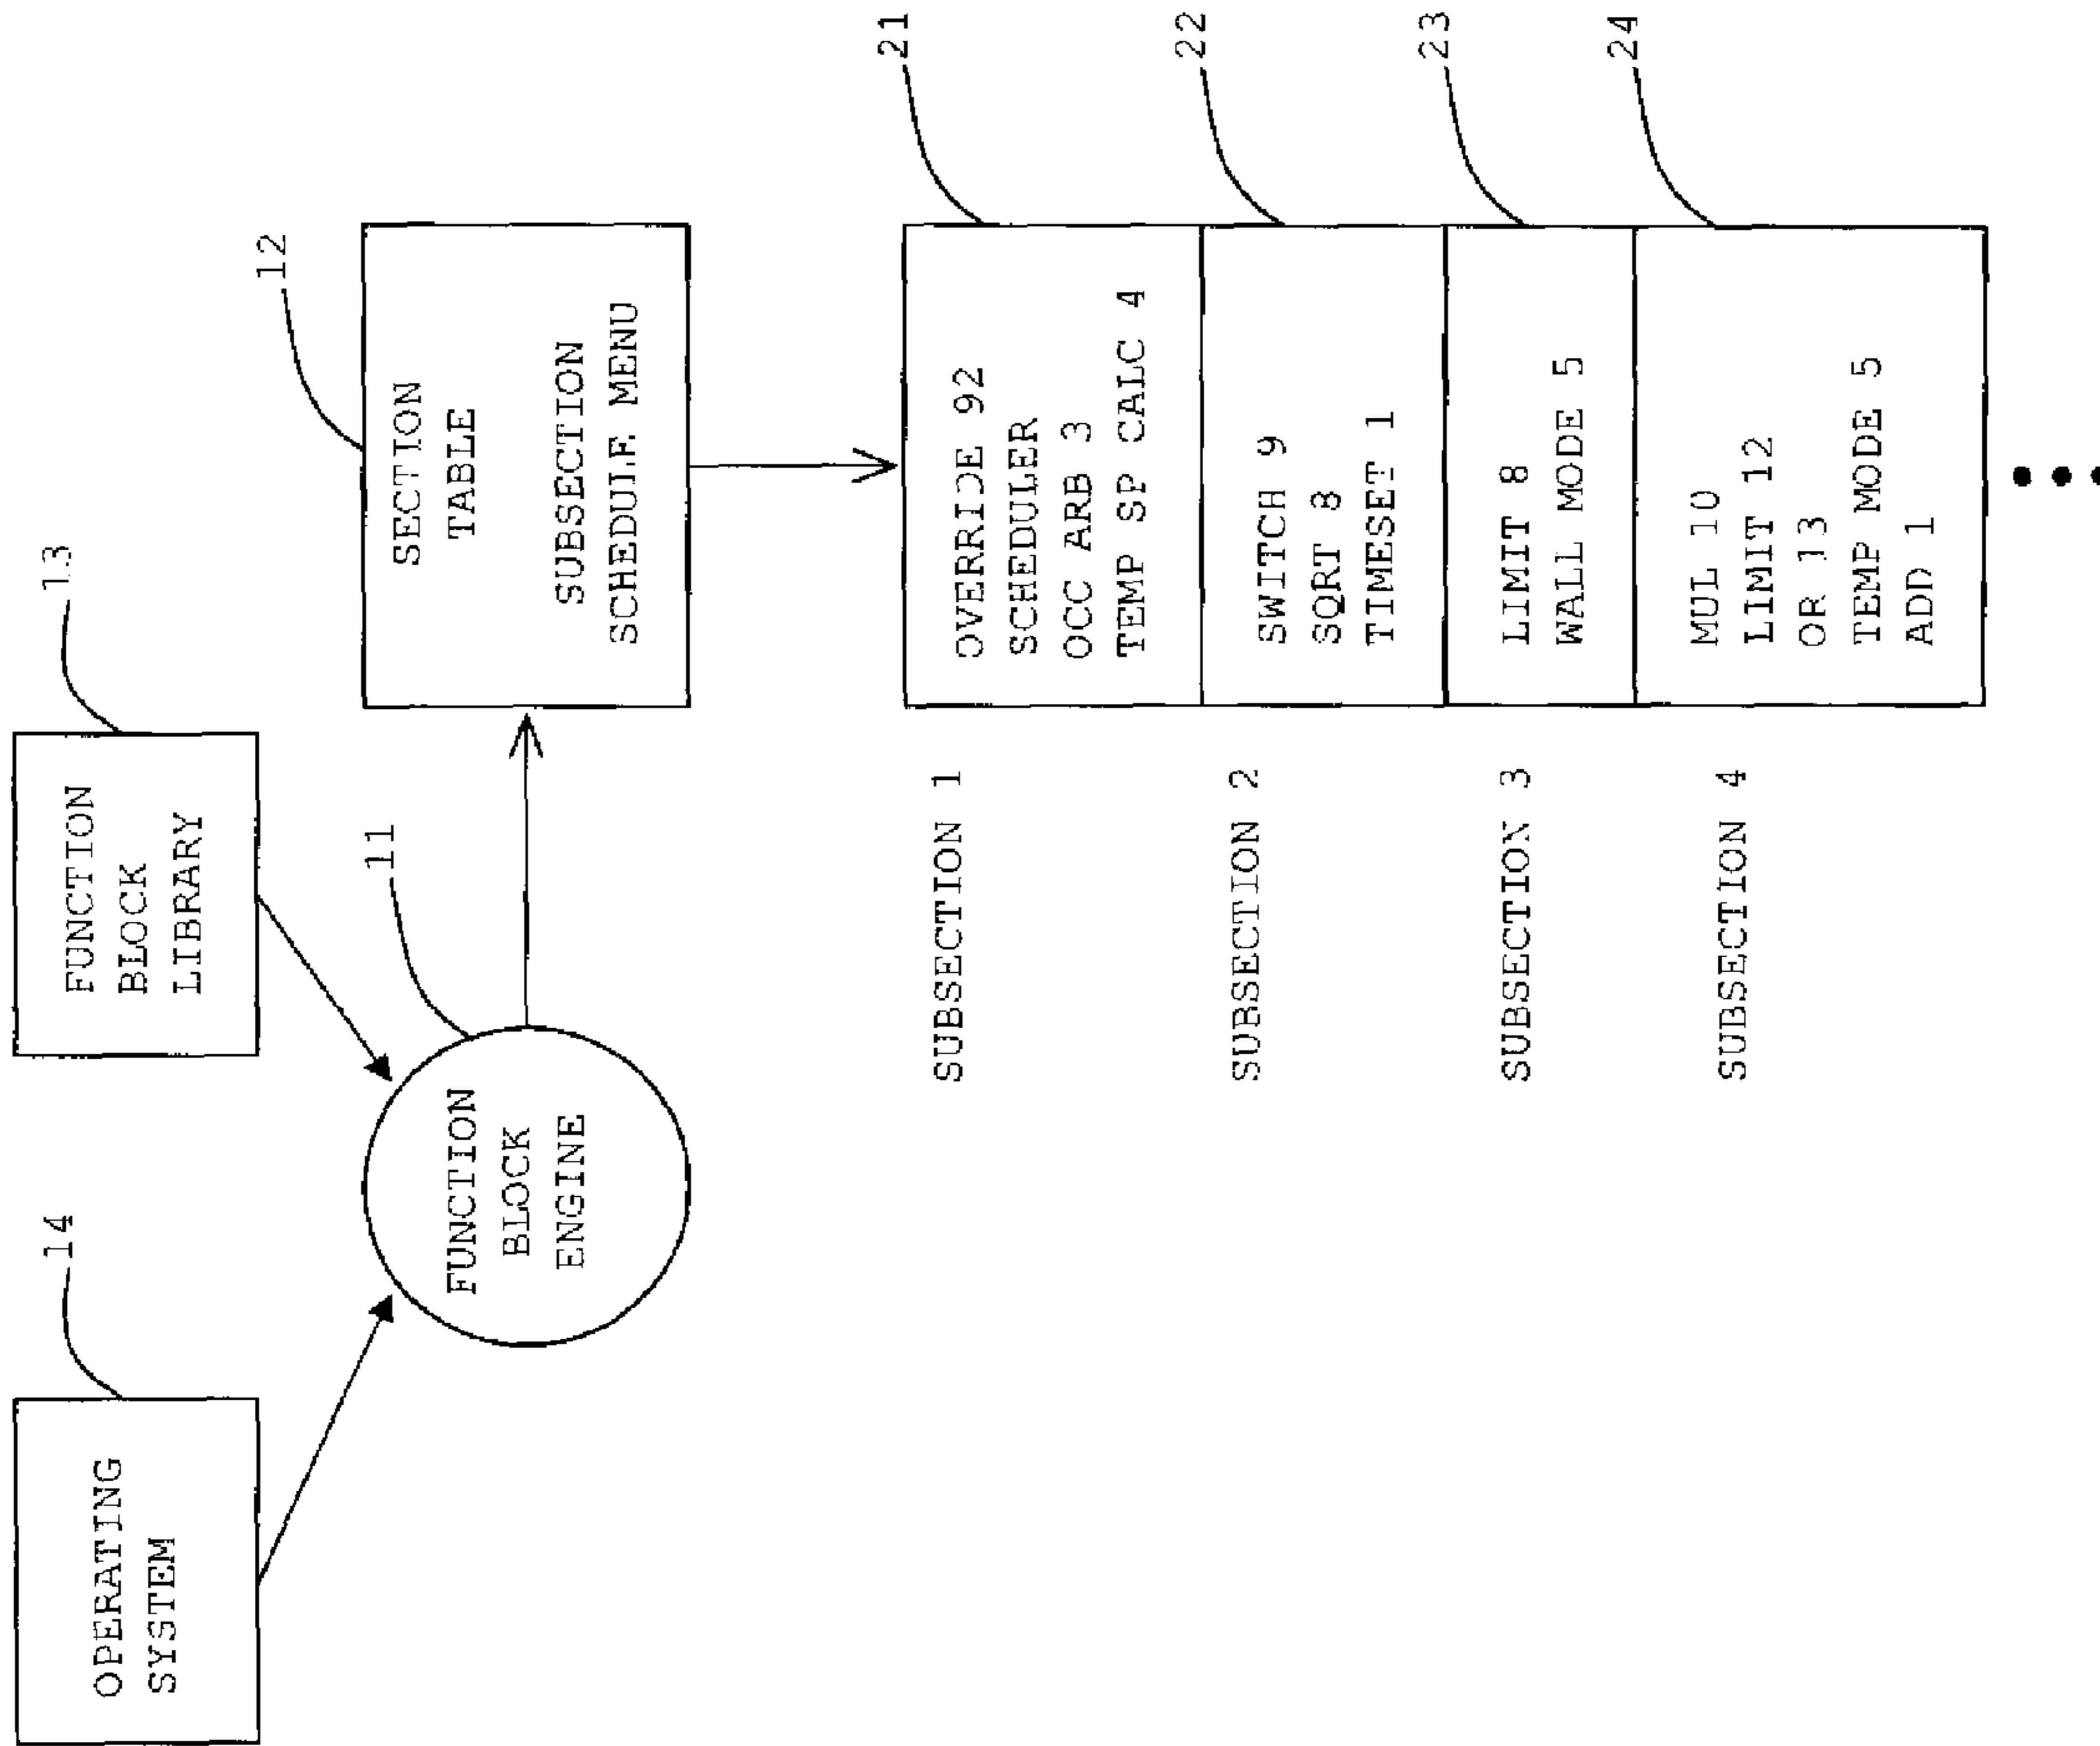 14
OPERATING
SYSTEM
13
FUNCTION
BLOCK
LIBRARY
11
FUNCTION
BLOCK
ENGINE
12
SECTION
TABLE
SUBSECTION
SCHEDULE MENU
SUBSECTION 1
OVERRIDE 92
SCHEDULER
OCC ARB 3
TEMP SP CALC 4
21
SUBSECTION 2
SWITCH 9
SQRT 8
TIMESET 1
22
SUBSECTION 3
LIMIT 8
WALL MODE 5
23
SUBSECTION 4
MUL 10
LIMIT 12
OR 13
TEMP MODE 5
ADD 1
24